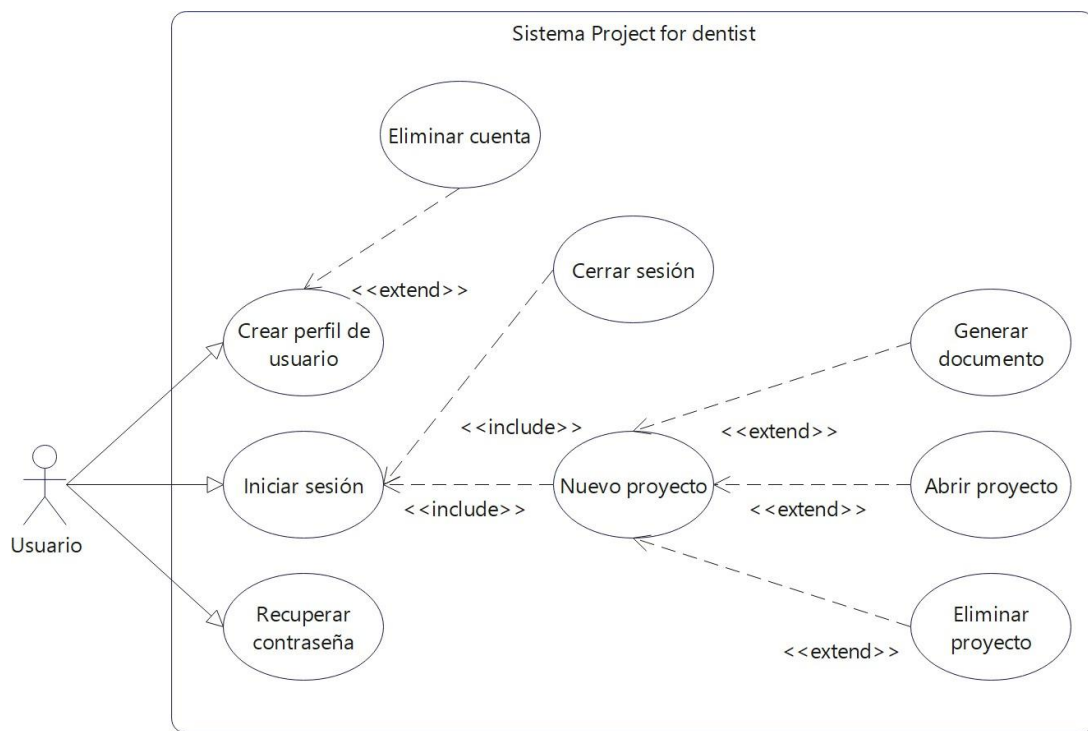 Sistema Project for dentist
Eliminar cuenta
Cerrar sesión
<<extend>>
Crear perfil de
usuario
Generar
documento
<<include>>
<<extend>>
Iniciar sesión
Nuevo proyecto
Abrir proyecto
<<include>>
<<extend>>
Usuario
Recuperar
contraseña
Eliminar
proyecto
<<extend>>